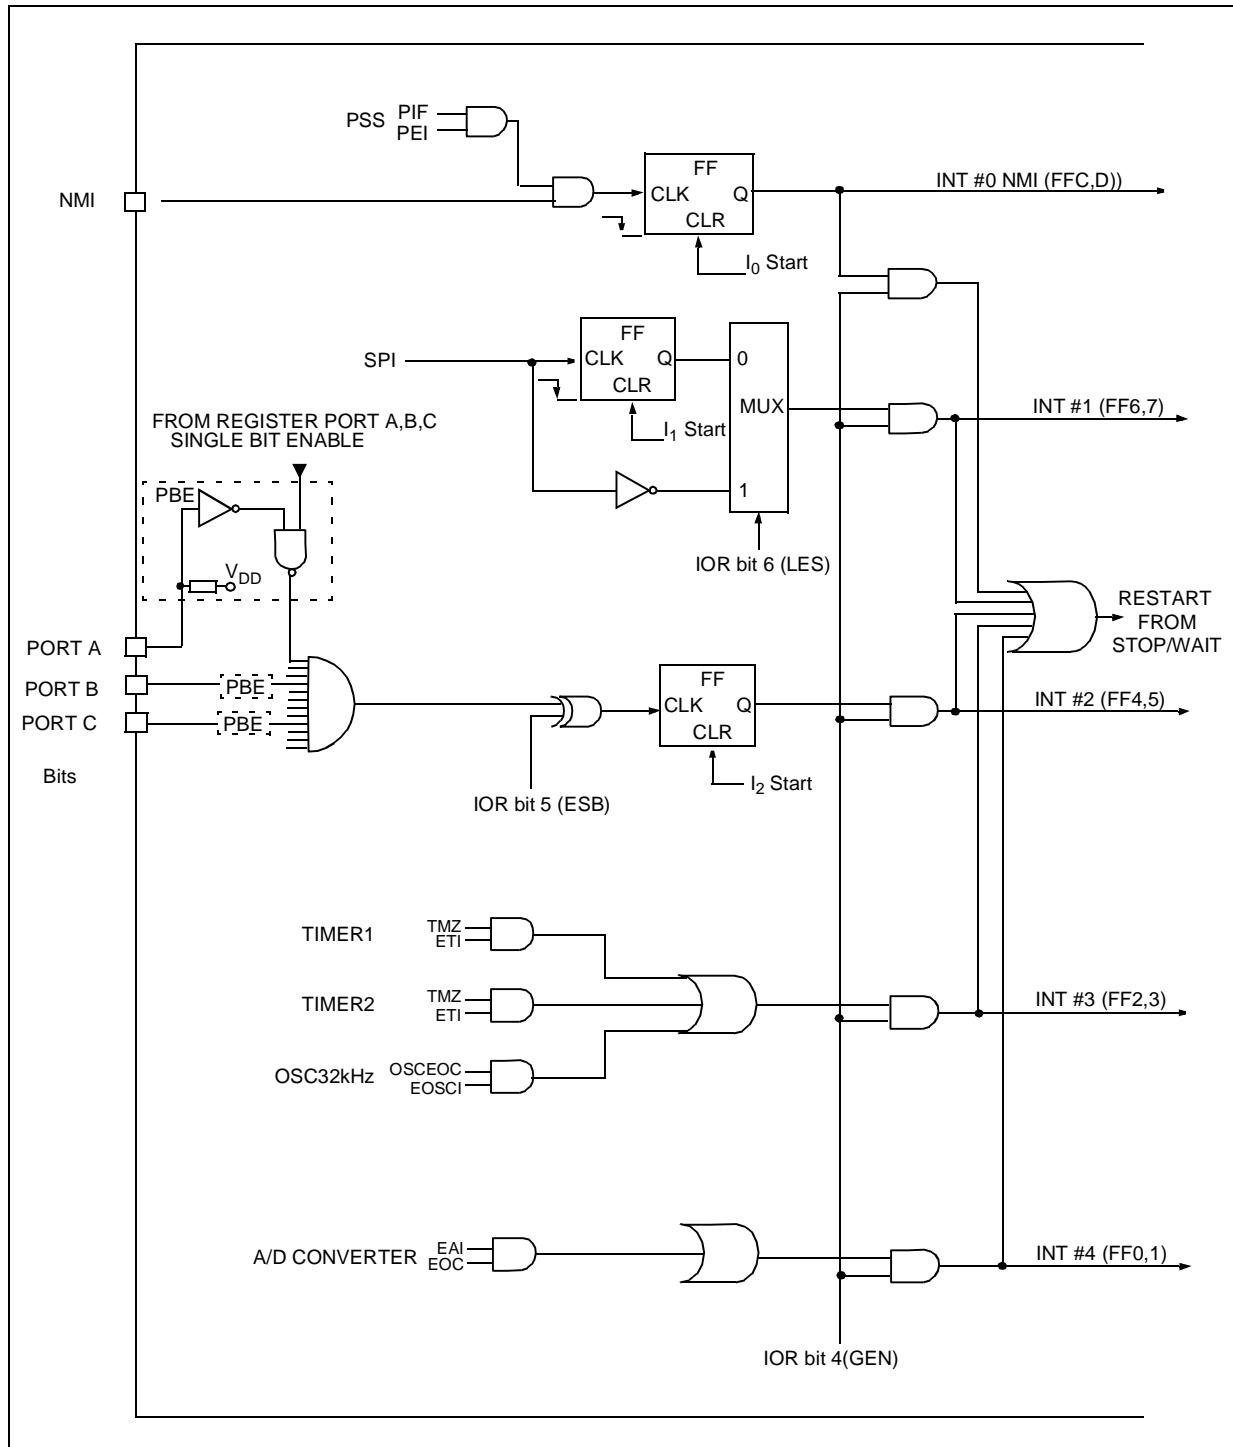 PSS PIF
PEI
NMI
FF
CLK Q
CLR
INT #0 NMI (FFC,D))
I0 Start
SPI
FF
CLK Q
CLR
0
MUX
1
I1 Start
INT #1 (FF6,7)
IOR bit 6 (LES)
FROM REGISTER PORT A,B,C
SINGLE BIT ENABLE
PBE
VDD
RESTART
FROM
STOP/WAIT
PORT A
PORT B
PBE
PORT C
PBE
Bits
FF
CLK Q
CLR
INT #2 (FF4,5)
I2 Start
IOR bit 5 (ESB)
TIMER1
TMZ
ETI
TIMER2
TMZ
ETI
INT #3 (FF2,3)
OSC32kHz
OSCEOC
EOSCI
A/D CONVERTER
EAI
EOC
INT #4 (FF0,1)
IOR bit 4(GEN)